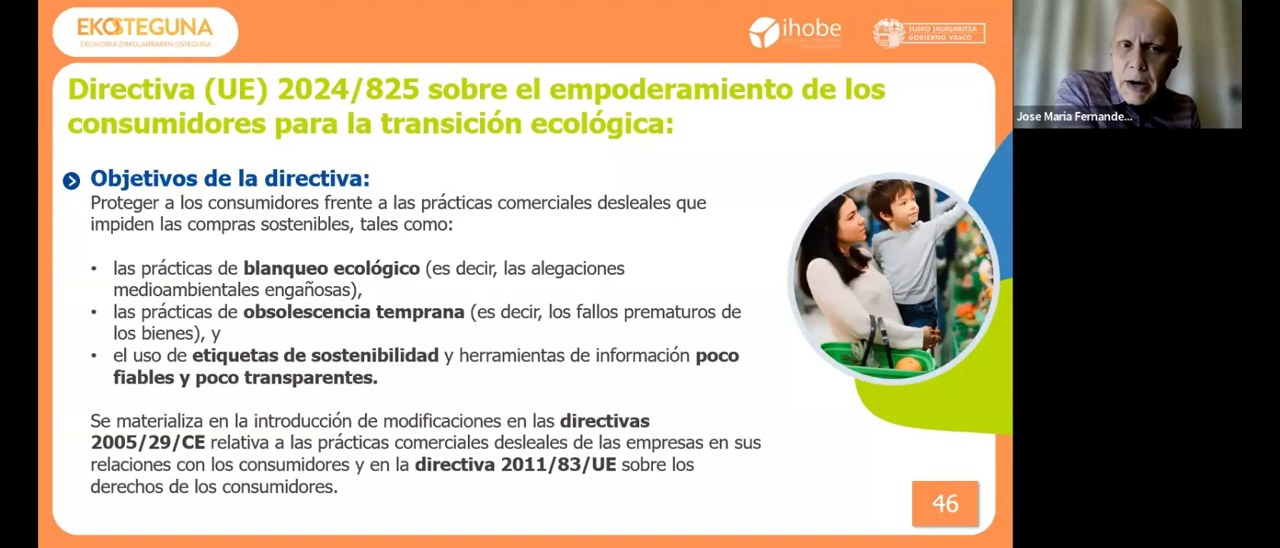 EKOSTEGUNA
EKONOMIA ZIRKULARRAREN OSTEGUNA
ihobe
EUSKO JAURLARITZA
GOBIERNO VASCO
Jose Maria Fernande...
Directiva (UE) 2024/825 sobre el empoderamiento de los
consumidores para la transición ecológica:
Objetivos de la directiva:
Proteger a los consumidores frente a las prácticas comerciales desleales que
impiden las compras sostenibles, tales como:
• las prácticas de blanqueo ecológico (es decir, las alegaciones
medioambientales engañosas),
• las prácticas de obsolescencia temprana (es decir, los fallos prematuros de
los bienes), y
• el uso de etiquetas de sostenibilidad y herramientas de información poco
fiables y poco transparentes.
Se materializa en la introducción de modificaciones en las directivas
2005/29/CE relativa a las prácticas comerciales desleales de las empresas en sus
relaciones con los consumidores y en la directiva 2011/83/UE sobre los
derechos de los consumidores.
46